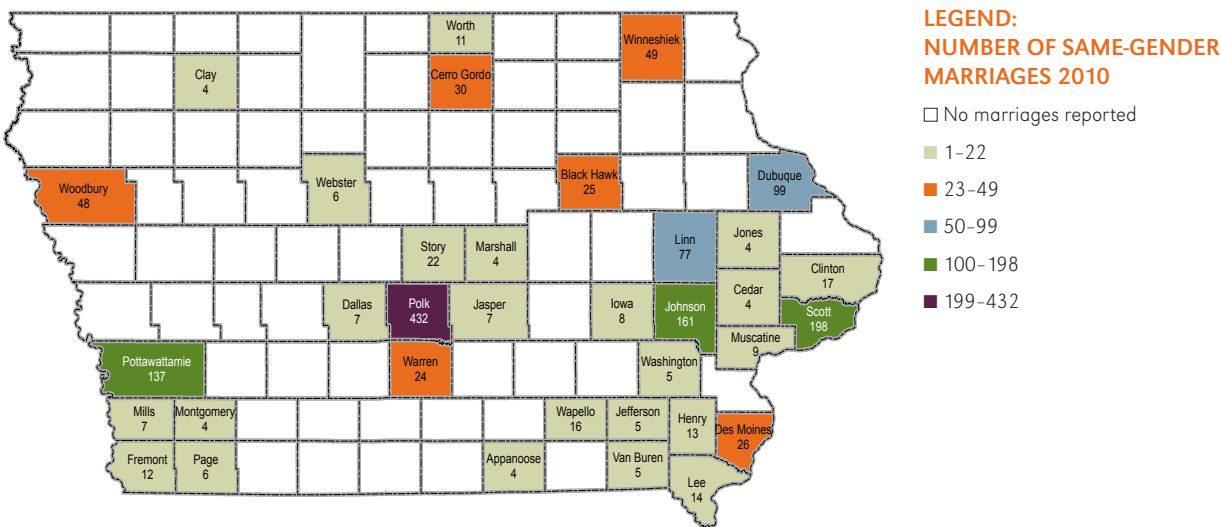 Worth
11
Winneshiek
49
Clay
4
Cerro Gordo
30
Woodbury
48
Webster
6
Black Hawk
25
Dubuque
99
Story
22
Marshall
4
Linn
77
Jones
4
Clinton
17
Dallas
7
Polk
432
Jasper
7
Iowa
8
Johnson
161
Cedar
4
Scott
198
Muscatine
9
Pottawattamie
137
Warren
24
Washington
5
Mills
7
Montgomery
4
Wapello
16
Jefferson
5
Henry
13
Des Moines
26
Fremont
12
Page
6
Appanoose
4
Van Buren
5
Lee
14
LEGEND:
NUMBER OF SAME-GENDER
MARRIAGES 2010
No marriages reported
1–22
23–49
50–99
100–198
199–432